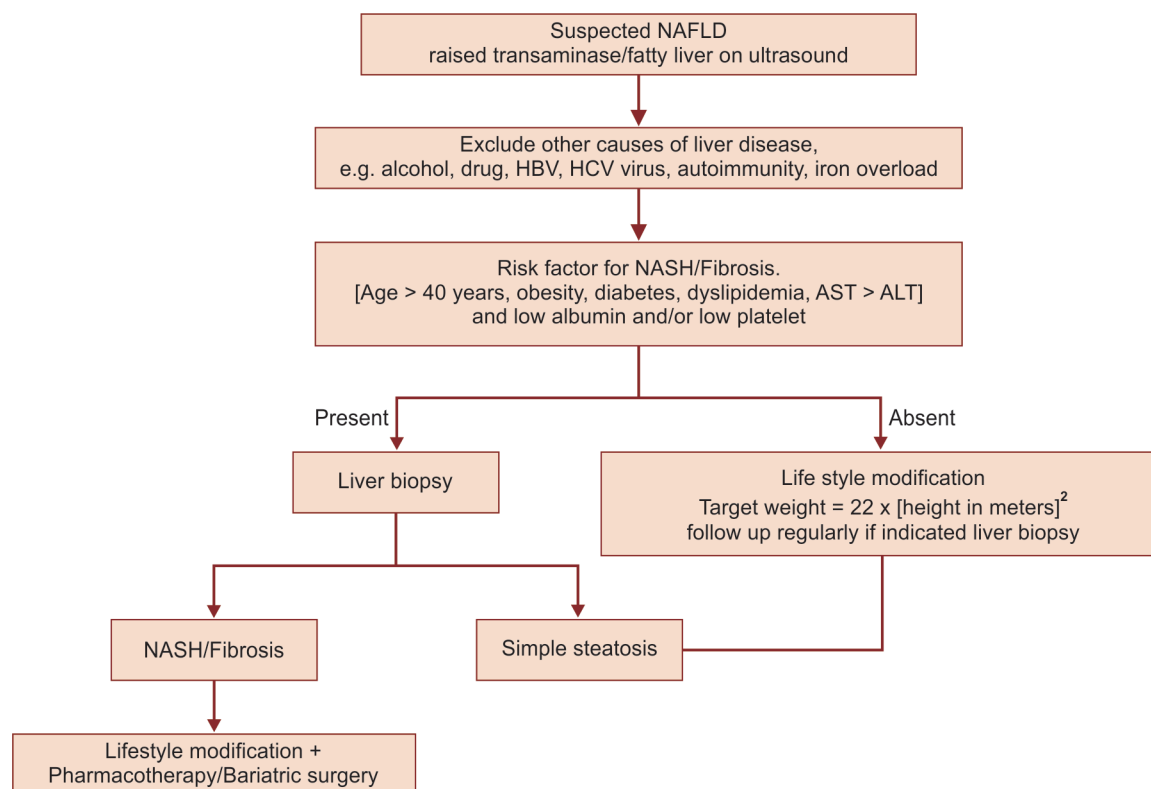 Suspected NAFLD
raised transaminase/fatty liver on ultrasound
Exclude other causes of liver disease,
e.g. alcohol, drug, HBV, HCV virus, autoimmunity, iron overload
Risk factor for NASH/Fibrosis.
[Age > 40 years, obesity, diabetes, dyslipidemia, AST > ALT]
and low albumin and/or low platelet
Present
Absent
Liver biopsy
Life style modification
Target weight = 22 x [height in meters]²
follow up regularly if indicated liver biopsy
NASH/Fibrosis
Simple steatosis
Lifestyle modification +
Pharmacotherapy/Bariatric surgery